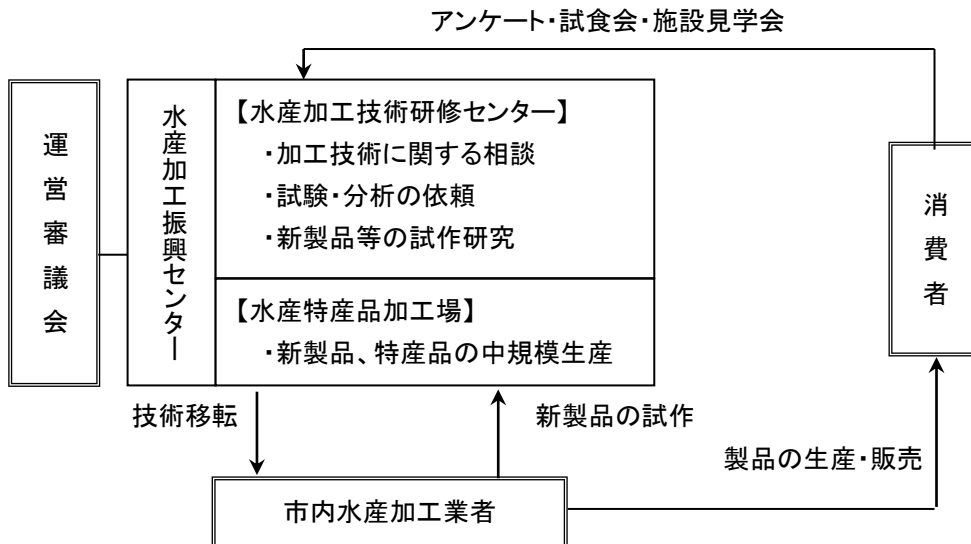 アンケート・試食会・施設見学会
運営審議会
水産加工振興センター
【水産加工技術研修センター】
・加工技術に関する相談
・試験・分析の依頼
・新製品等の試作研究
【水産特産品加工場】
・新製品、特産品の中規模生産
消費者
技術移転
新製品の試作
製品の生産・販売
市内水産加工業者